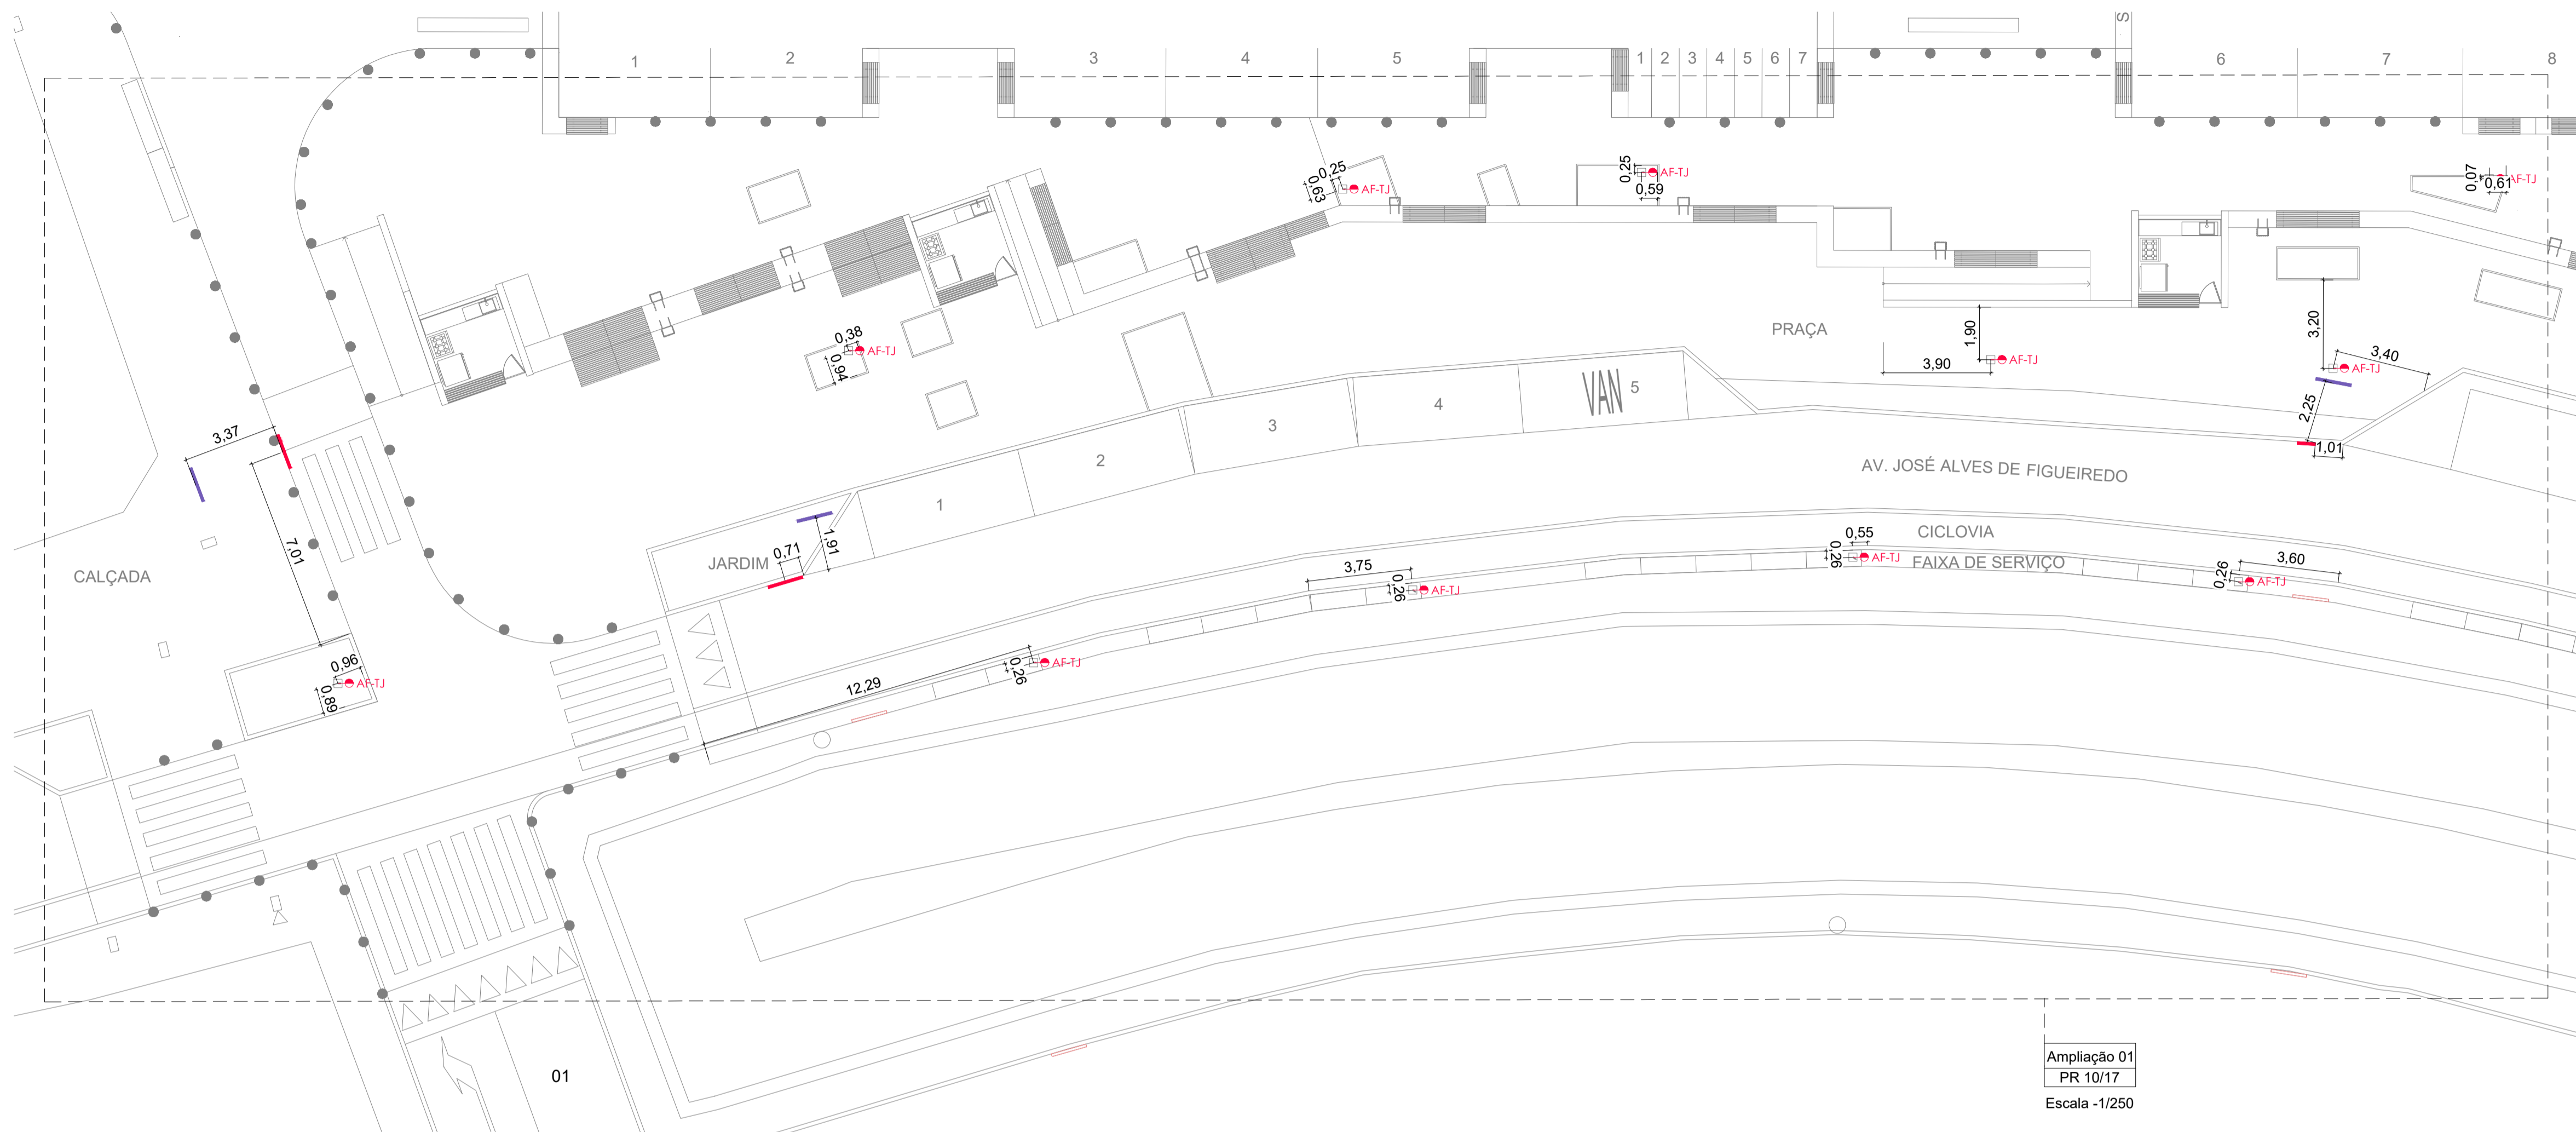 S
1
2
3
4
5
1
2
3
4
5
6
7
6
7
8
0,25
0,63
AF-TJ
0,25
0,59
AF-TJ
0,07
0,61
AF-TJ
0,38
0,94
AF-TJ
PRAÇA
1,90
3,90
AF-TJ
3,20
3,40
AF-TJ
2,25
1,01
VAN
5
4
3
2
1
3,37
7,01
AV. JOSÉ ALVES DE FIGUEIREDO
CICLOVIA
FAIXA DE SERVIÇO
JARDIM
0,71
1,91
CALÇADA
0,55
0,26
AF-TJ
3,75
0,26
AF-TJ
3,60
0,26
AF-TJ
0,96
0,89
AF-TJ
12,29
0,26
AF-TJ
01
Ampliação 01
PR 10/17
Escala -1/250